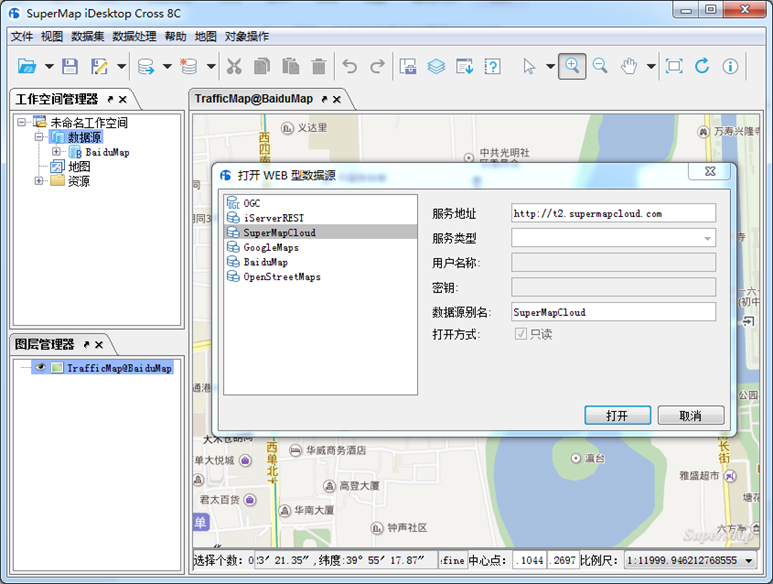 SuperMap iDesktop Cross 8C
文件 视图 数据集 数据处理 帮助 地图 对象操作
工作空间管理器
未命名工作空间
数据源
BaiduMap
地图
资源
图层管理器
TrafficMap@BaiduMap
TrafficMap@BaiduMap
西四南
义达里
中共光明社
万寿兴隆寺
打开 WEB 型数据源
OGC
iServerREST
SuperMapCloud
GoogleMaps
BaiduMap
OpenStreetMaps
服务地址 http://t2.supermapcloud.com
服务类型
用户名称:
密钥:
数据源别名: SuperMapCloud
打开方式: 只读
打开 取消
单大悦城
君太百货
单
西单北大
华威商务酒店
高登大厦
华南大厦
钟声社区
瀛台
长街
雅盛超市
六方
SuperMap
选择个数: 0 3′ 21.35″ ,纬度:39° 55′ 17.87″ fine 中心点: .1044 .2697 比例尺: 1:11999.946212768555